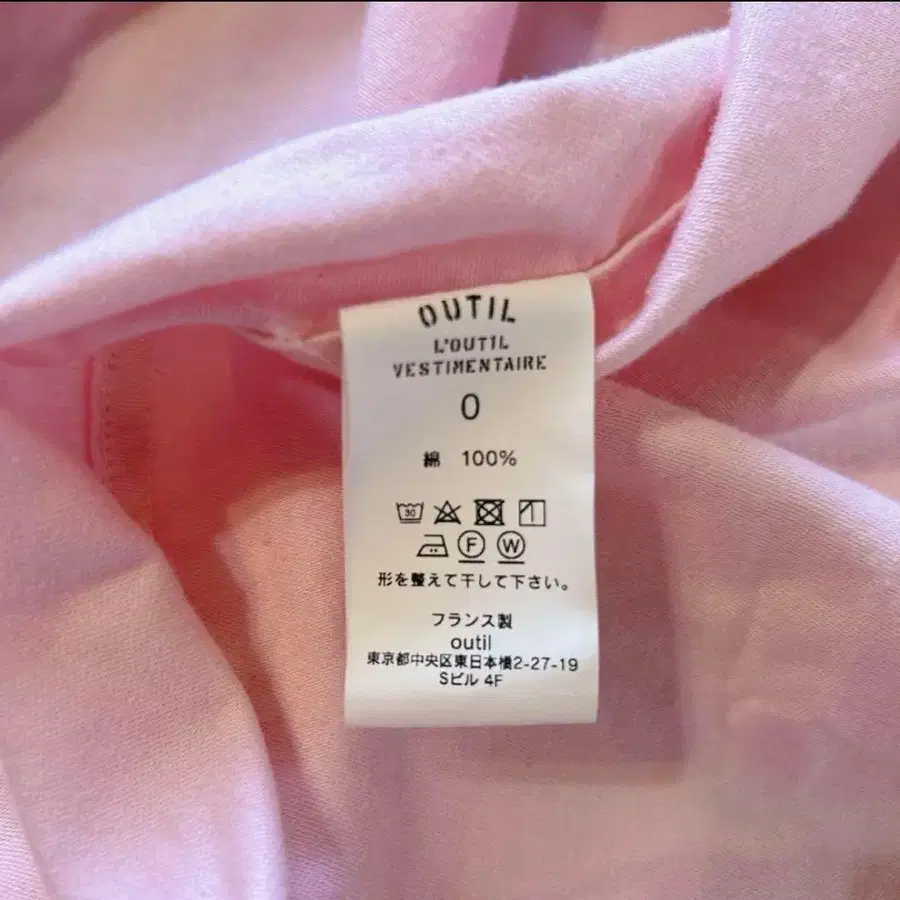 OUTIL
L'OUTIL
VESTIMENTAIRE
0
綿 100%
30
F W
形を整えて干して下さい。
フランス製
outil
東京都中央区東日本橋2-27-19
Sビル 4F